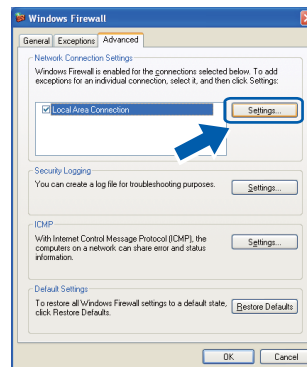 Windows Firewall
General Exceptions Advanced
Network Connection Settings
Windows Firewall is enabled for the connections selected below. To add
exceptions for an individual connection, select it, and then click Settings:
Local Area Connection
Settings...
Security Logging
You can create a log file for troubleshooting purposes.
Settings...
ICMP
With Internet Control Message Protocol (ICMP), the
computers on a network can share error and status
information.
Settings...
Default Settings
To restore all Windows Firewall settings to a default state,
click Restore Defaults.
Restore Defaults
OK Cancel